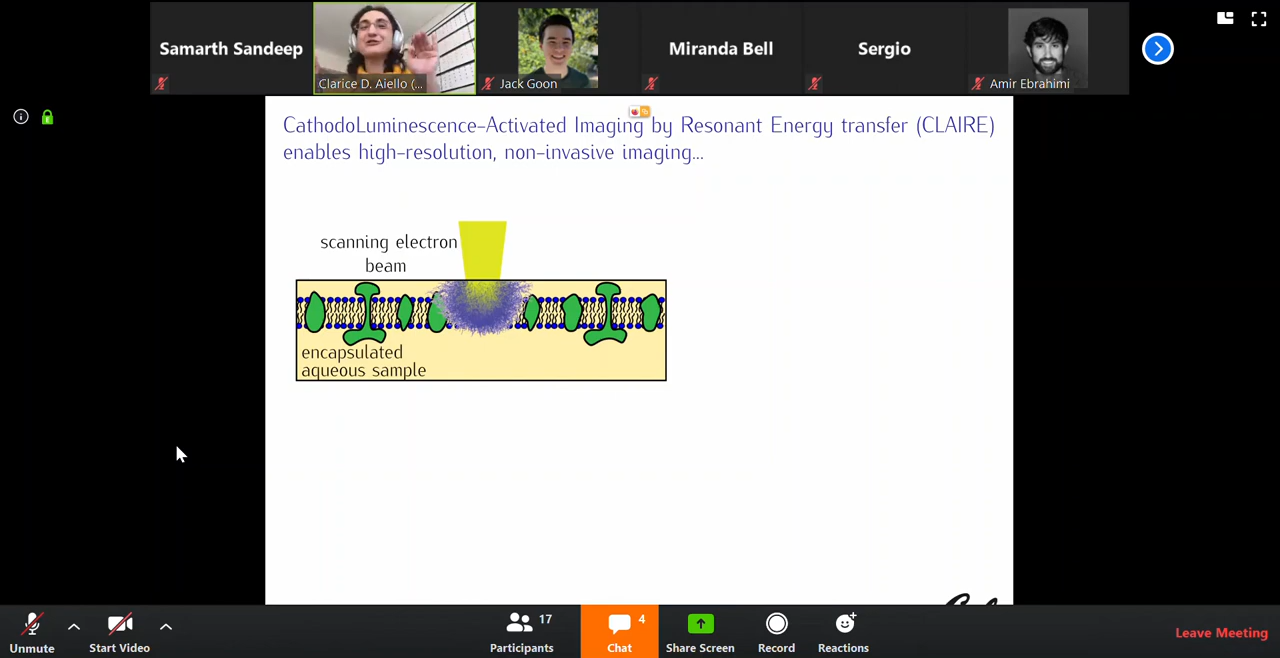 Samarth Sandeep
Clarice D. Aiello (...
Jack Goon
Miranda Bell
Sergio
Amir Ebrahimi
CathodoLuminescence-Activated Imaging by Resonant Energy transfer (CLAIRE)
enables high-resolution, non-invasive imaging...
scanning electron
beam
encapsulated
aqueous sample
Unmute
Start Video
Participants
17
Chat
4
Share Screen
Record
Reactions
Leave Meeting